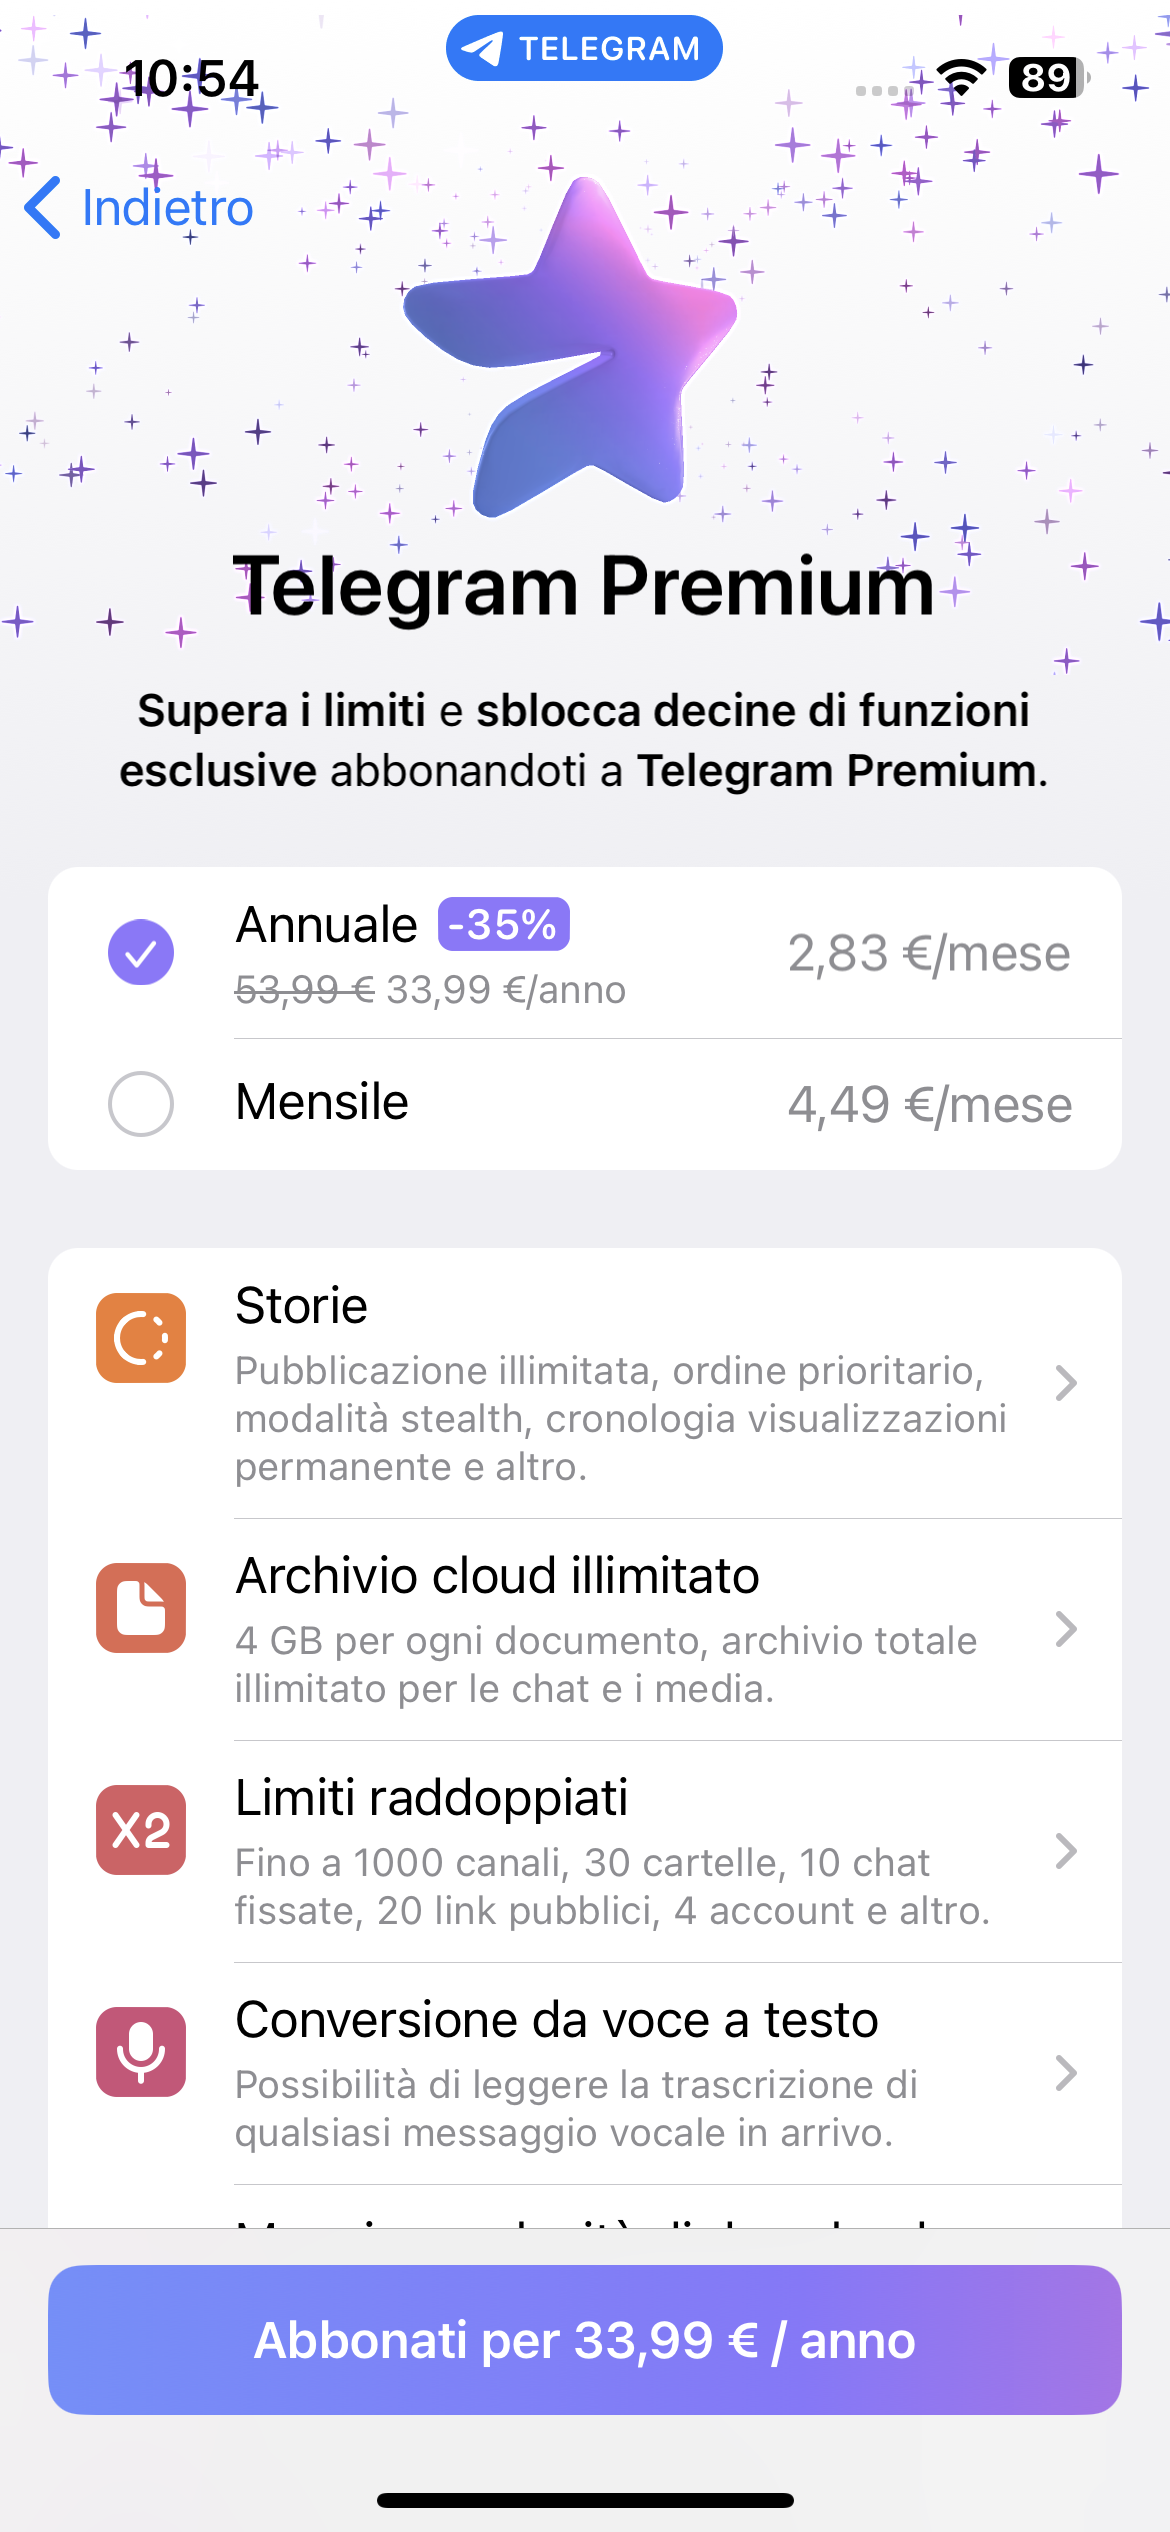 10:54
TELEGRAM
89
Indietro
Telegram Premium
Supera i limiti e sblocca decine di funzioni
esclusive abbonandoti a Telegram Premium.
Annuale -35%
53,99 € 33,99 €/anno
2,83 €/mese
Mensile
4,49 €/mese
Storie
Pubblicazione illimitata, ordine prioritario,
modalità stealth, cronologia visualizzazioni
permanente e altro.
Archivio cloud illimitato
4 GB per ogni documento, archivio totale
illimitato per le chat e i media.
X2
Limiti raddoppiati
Fino a 1000 canali, 30 cartelle, 10 chat
fissate, 20 link pubblici, 4 account e altro.
Conversione da voce a testo
Possibilità di leggere la trascrizione di
qualsiasi messaggio vocale in arrivo.
Abbonati per 33,99 € / anno